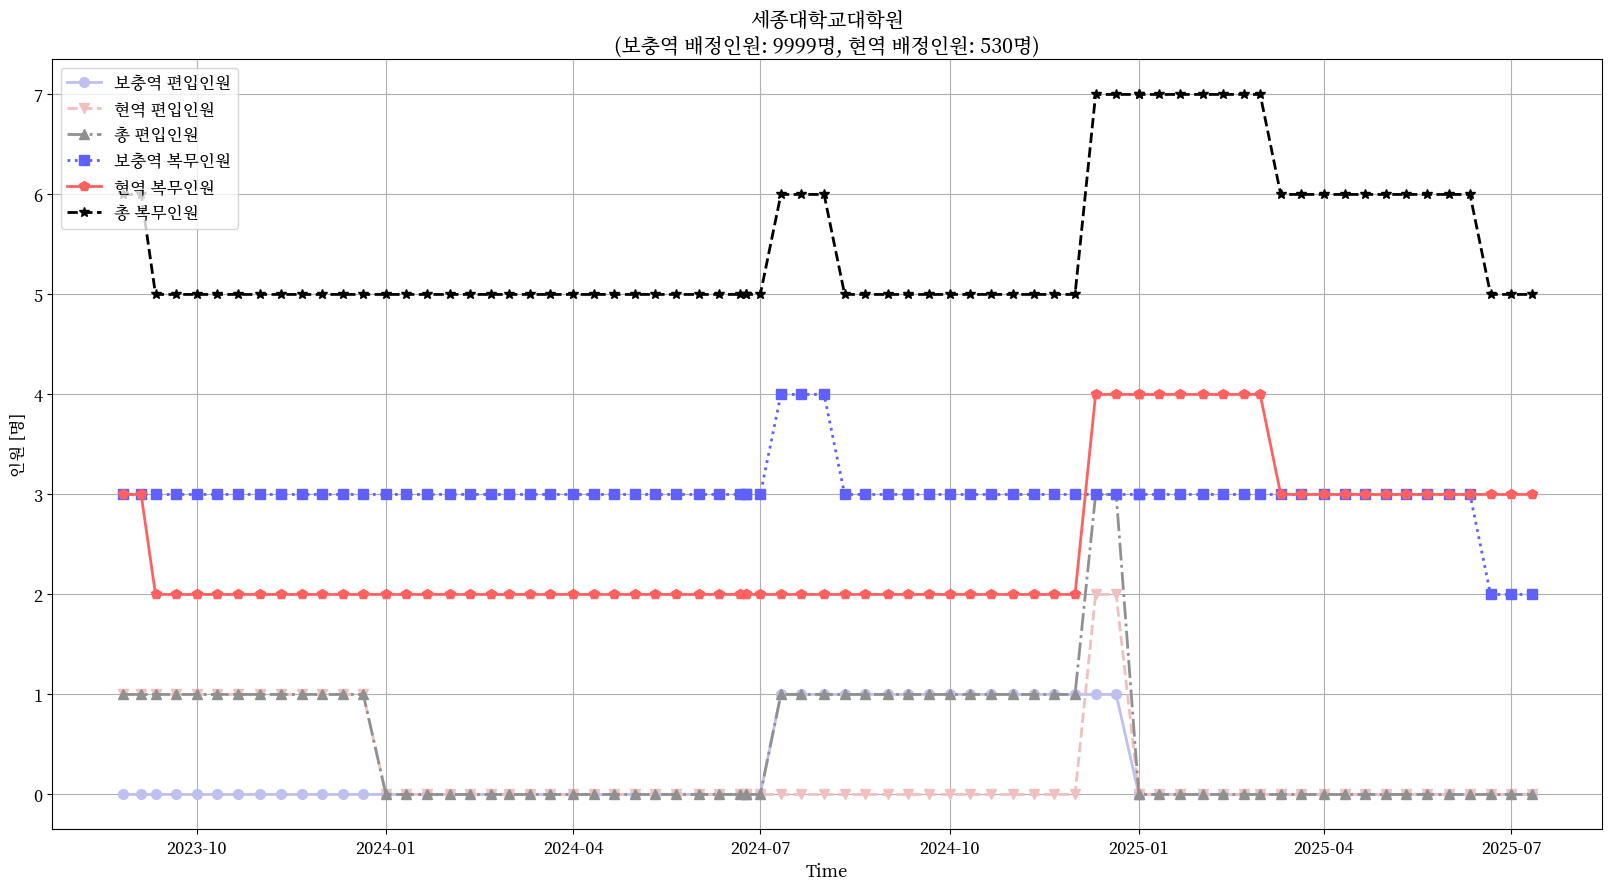 세종대학교대학원
(보충역 배정인원: 9999명, 현역 배정인원: 530명)
보충역 편입인원
현역 편입인원
총 편입인원
보충역 복무인원
현역 복무인원
총 복무인원
인원 [명]
7
6
5
4
3
2
1
0
2023-10
2024-01
2024-04
2024-07
2024-10
2025-01
2025-04
2025-07
Time